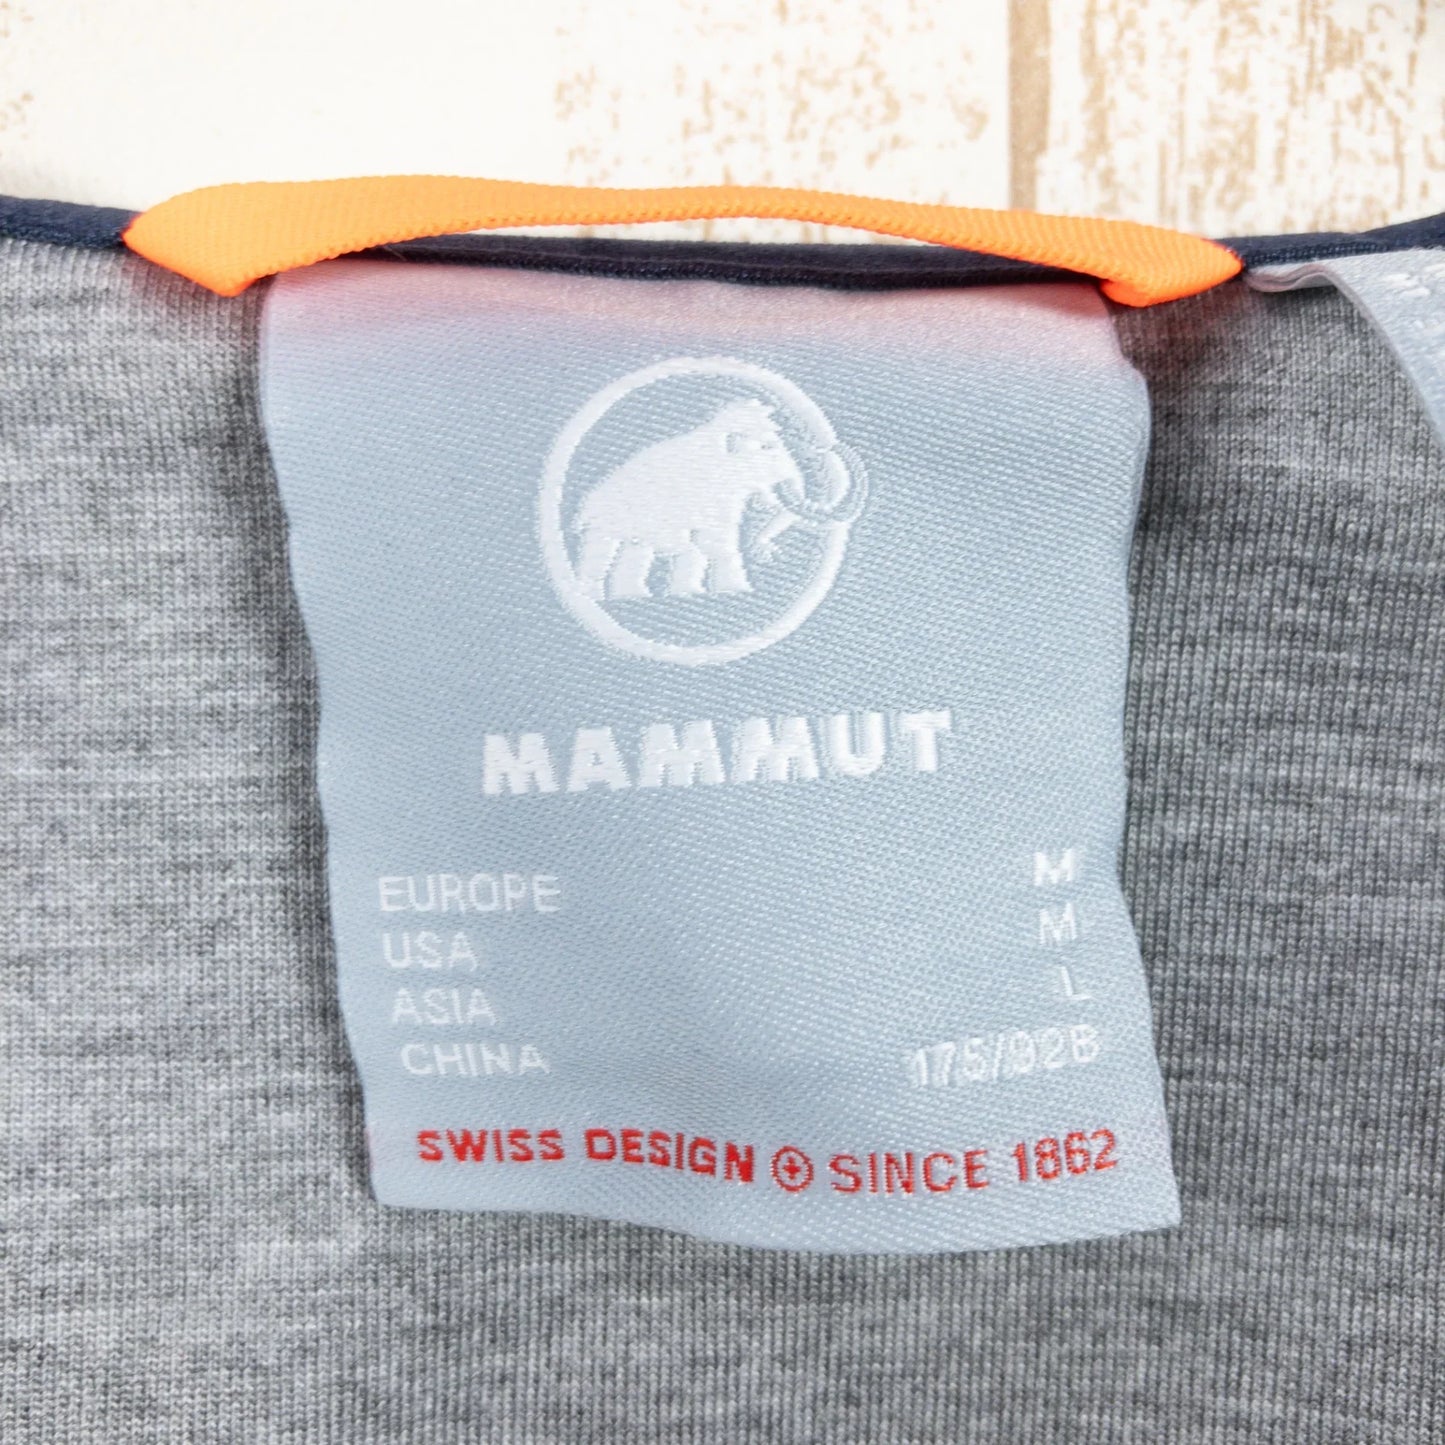 MAMMUT
EUROPE M
USA M
ASIA L
CHINA 175/92B
SWISS DESIGN SINCE 1862